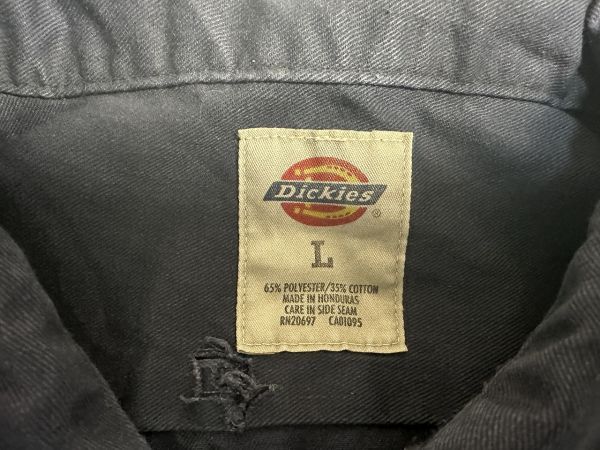 Dickies
®
L
65% POLYESTER/35% COTTON
MADE IN HONDURAS
CARE IN SIDE SEAM
RN20697 CA01095